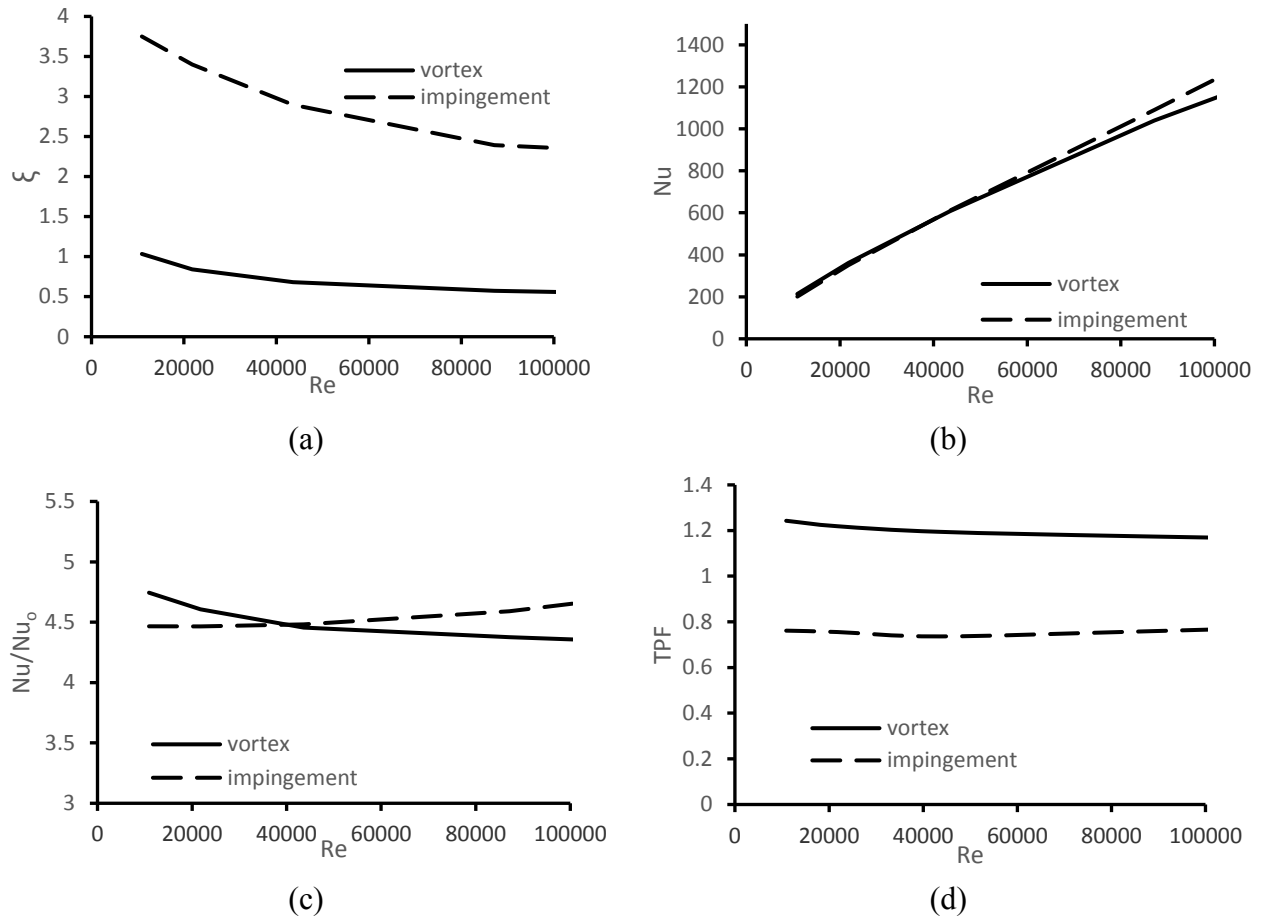 4
3.5
3
2.5
2
1.5
1
0.5
0
ξ
vortex
impingement
0 20000 40000 60000 80000 100000
Re
(a)
1400
1200
1000
800
600
400
200
0
Nu
vortex
impingement
0 20000 40000 60000 80000 100000
Re
(b)
5.5
5
4.5
4
3.5
3
Nu/Nuₒ
vortex
impingement
0 20000 40000 60000 80000 100000
Re
(c)
1.4
1.2
1
0.8
0.6
0.4
0.2
0
TPF
vortex
impingement
0 20000 40000 60000 80000 100000
Re
(d)